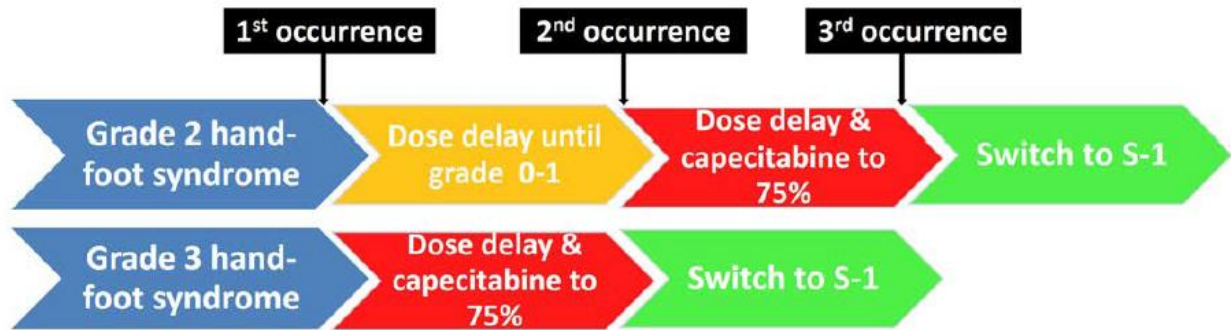 1st occurrence
2nd occurrence
3rd occurrence
Grade 2 hand-
foot syndrome
Dose delay until
grade 0-1
Dose delay &
capecitabine to
75%
Switch to S-1
Grade 3 hand-
foot syndrome
Dose delay &
capecitabine to
75%
Switch to S-1